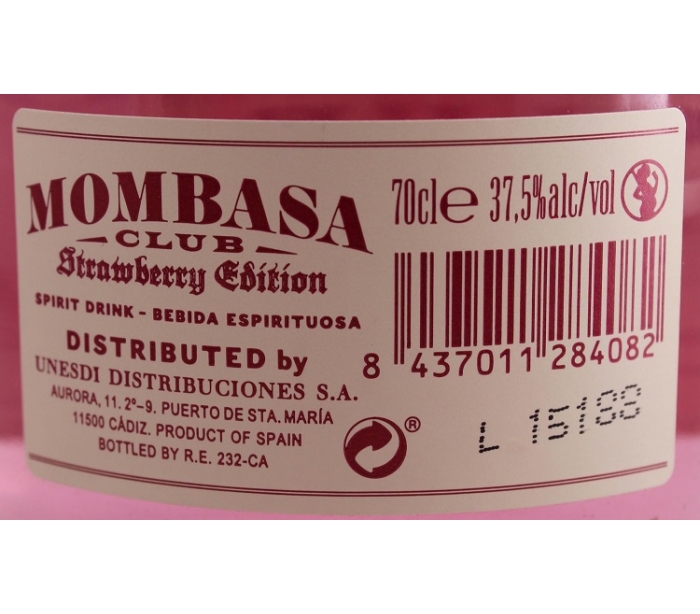 MOMBASA
CLUB
Strawberry Edition
SPIRIT DRINK - BEBIDA ESPIRITUOSA
DISTRIBUTED by
UNESDI DISTRIBUCIONES S.A.
AURORA, 11. 2º-9. PUERTO DE STA. MARÍA
11500 CÁDIZ. PRODUCT OF SPAIN
BOTTLED BY R.E. 232-CA
®
70cl e 37,5%alc/vol
8 437011 284082
L 15188